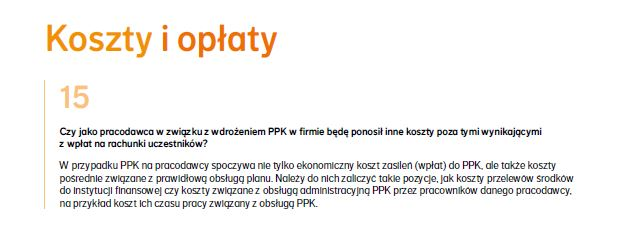 Koszty i opłaty
15
Czy jako pracodawca w związku z wdrożeniem PPK w firmie będę ponosił inne koszty poza tymi wynikającymi
z wpłat na rachunki uczestników?
W przypadku PPK na pracodawcy spoczywa nie tylko ekonomiczny koszt zasileń (wpłat) do PPK, ale także koszty
pośrednie związane z prawidłową obsługą planu. Należy do nich zaliczyć takie pozycje, jak koszty przelewów środków
do instytucji finansowej czy koszty związane z obsługą administracyjną PPK przez pracowników danego pracodawcy,
na przykład koszt ich czasu pracy związany z obsługą PPK.